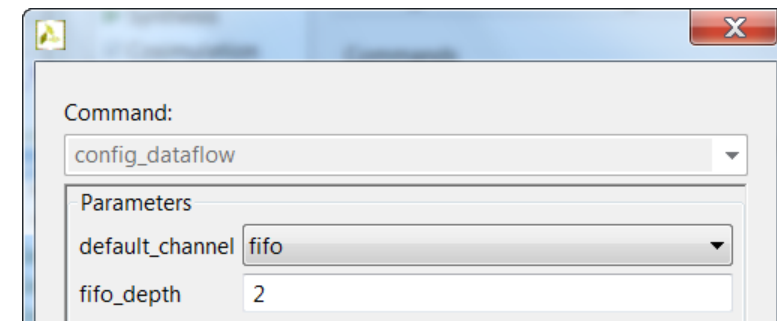 Command:
config_dataflow
Parameters
default_channel fifo
fifo_depth 2